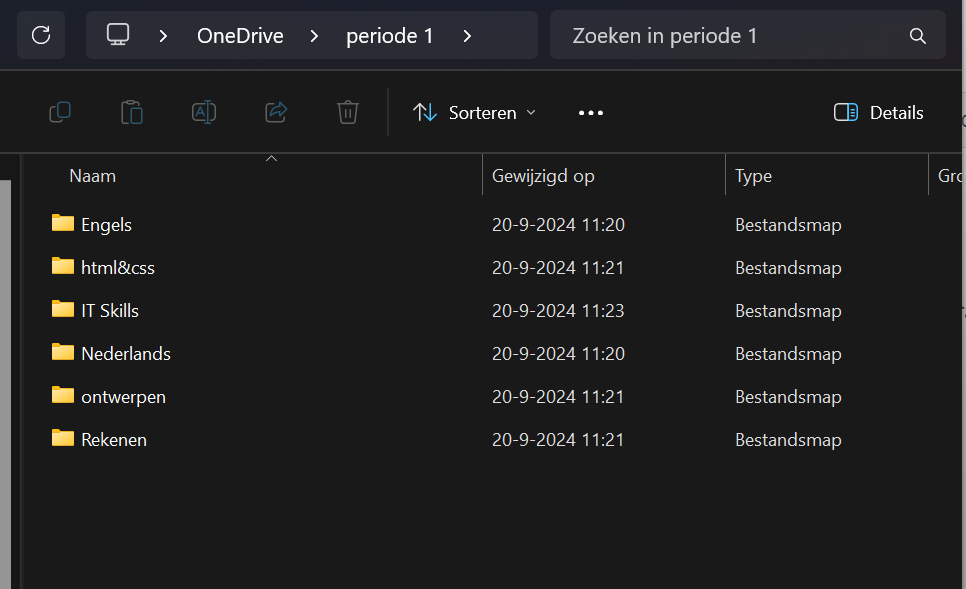 OneDrive periode 1 Zoeken in periode 1
Sorteren Details
Naam Gewijzigd op Type Gro
Engels 20-9-2024 11:20 Bestandsmap
html&css 20-9-2024 11:21 Bestandsmap
IT Skills 20-9-2024 11:23 Bestandsmap
Nederlands 20-9-2024 11:20 Bestandsmap
ontwerpen 20-9-2024 11:21 Bestandsmap
Rekenen 20-9-2024 11:21 Bestandsmap